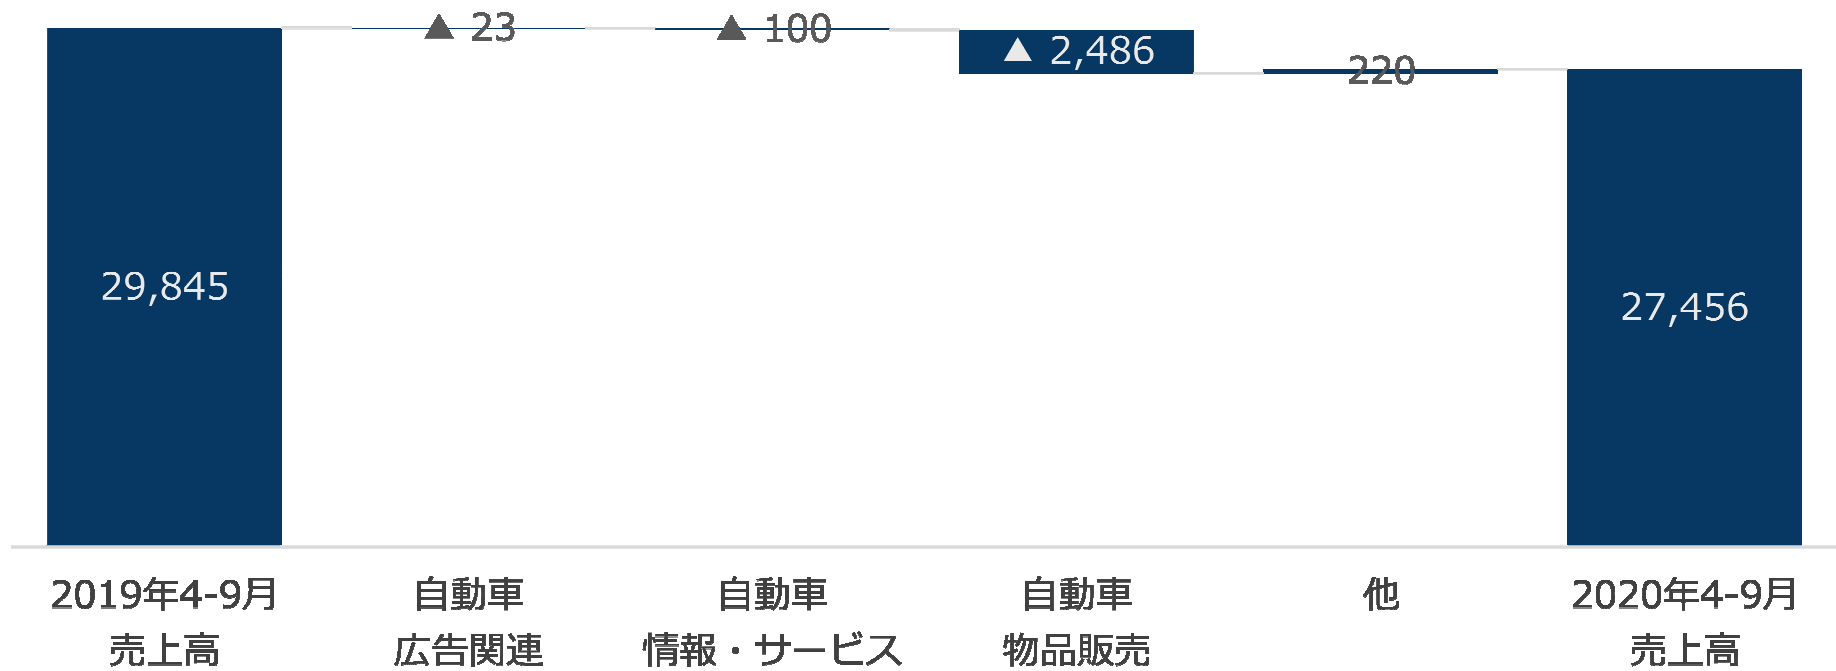 ▲ 23
▲ 100
▲ 2,486
220
29,845
27,456
2019年4-9月
売上高
自動車
広告関連
自動車
情報・サービス
自動車
物品販売
他
2020年4-9月
売上高